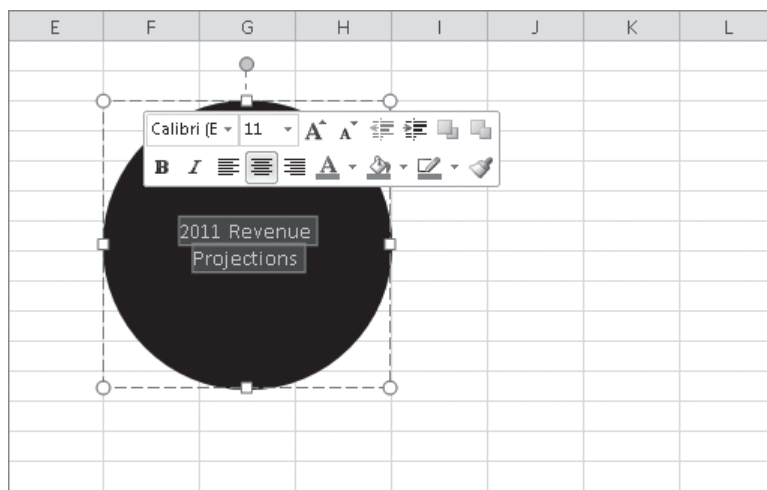 E F G H I J K L
Calibri (E 11 A A
B I A
2011 Revenue
Projections